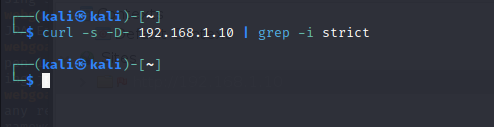 ┌──(kali㉿kali)-[~]
└─$ curl -s -D- 192.168.1.10 | grep -i strict
┌──(kali㉿kali)-[~]
└─$